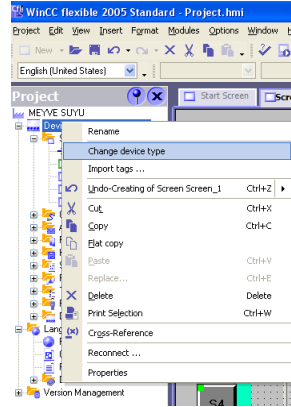 WinCC flexible 2005 Standard - Project.hmi
Project Edit View Insert Format Modules Options Window
New
English (United States)
Project
Start Screen
MEYVE SUYU
Rename
Change device type
Import tags ...
Undo-Creating of Screen Screen_1 Ctrl+Z
Cut Ctrl+X
Copy Ctrl+C
Flat copy
Paste Ctrl+V
Replace... Ctrl+E
Delete Delete
Print Selection Ctrl+W
Cross-Reference
Reconnect ...
Properties
Version Management
S4